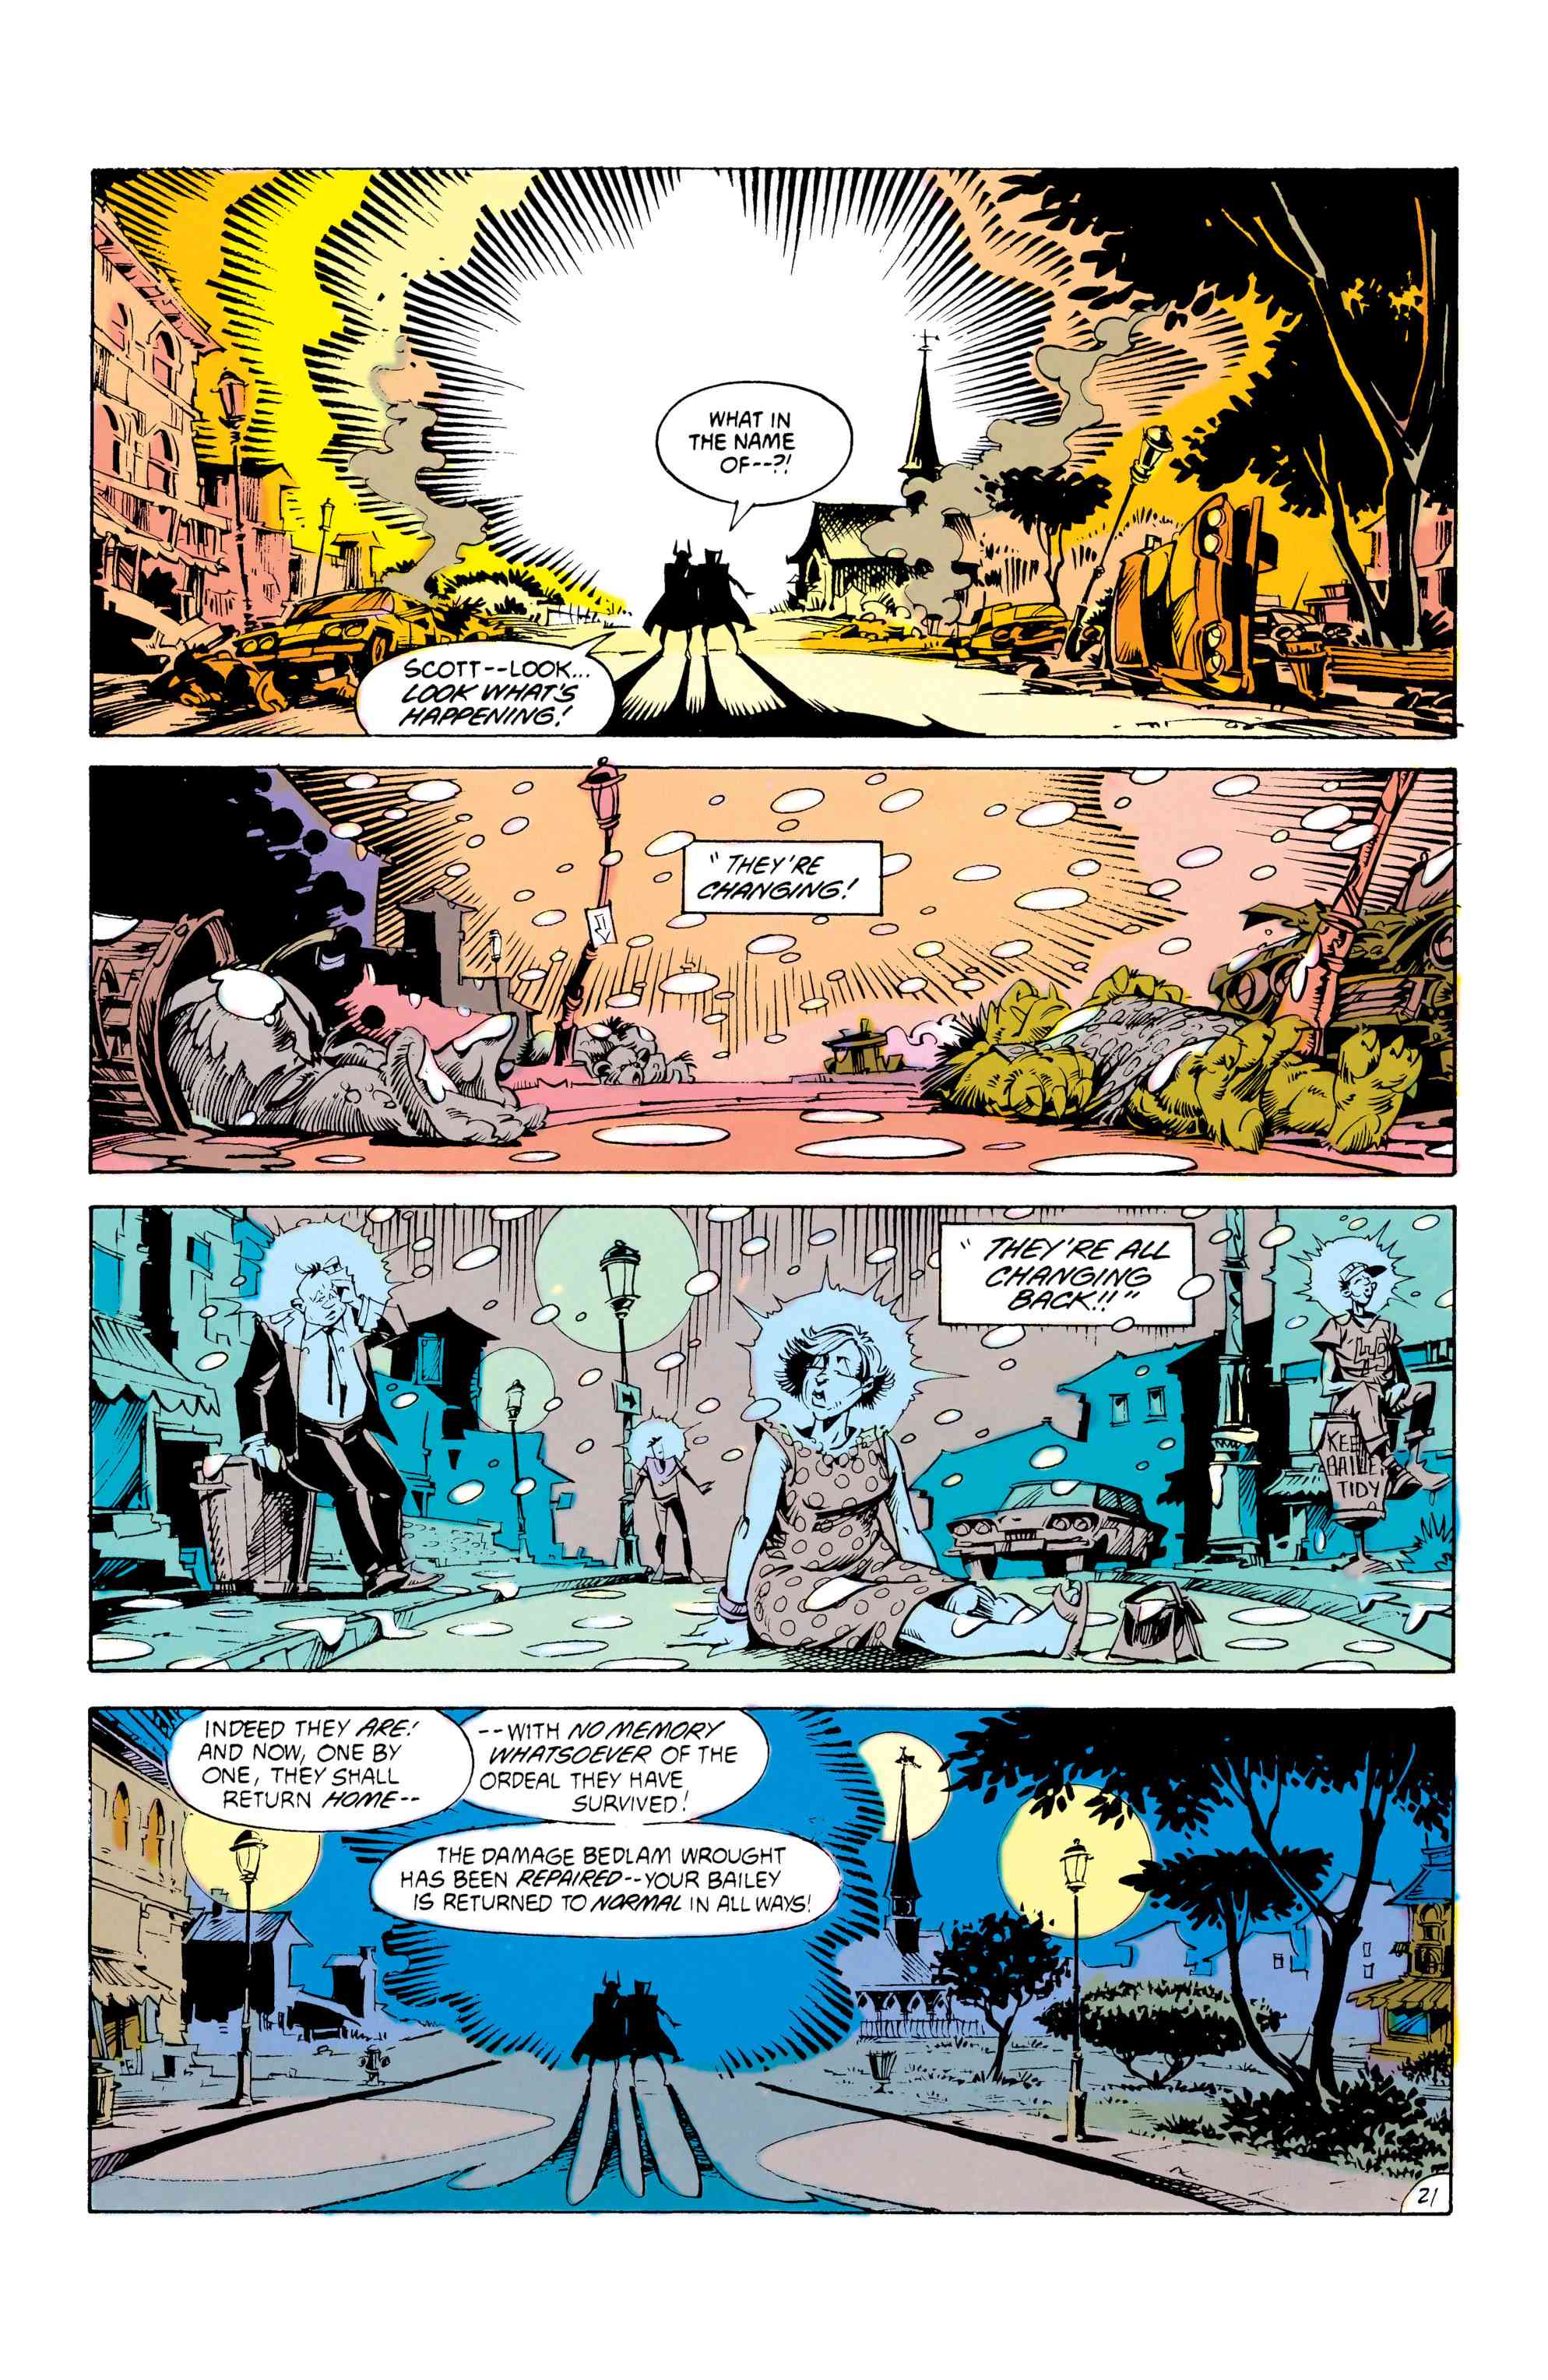 WHAT IN
THE NAME
OF--?!
SCOTT--LOOK...
LOOK WHAT'S
HAPPENING!
"THEY'RE
CHANGING!
"THEY'RE ALL
CHANGING
BACK!!"
49
KEEP
BAILEY
TIDY
INDEED THEY ARE!
AND NOW, ONE BY
ONE, THEY SHALL
RETURN HOME--
--WITH NO MEMORY
WHATSOEVER OF THE
ORDEAL THEY HAVE
SURVIVED!
THE DAMAGE BEDLAM WROUGHT
HAS BEEN REPAIRED--YOUR BAILEY
IS RETURNED TO NORMAL IN ALL WAYS!
21